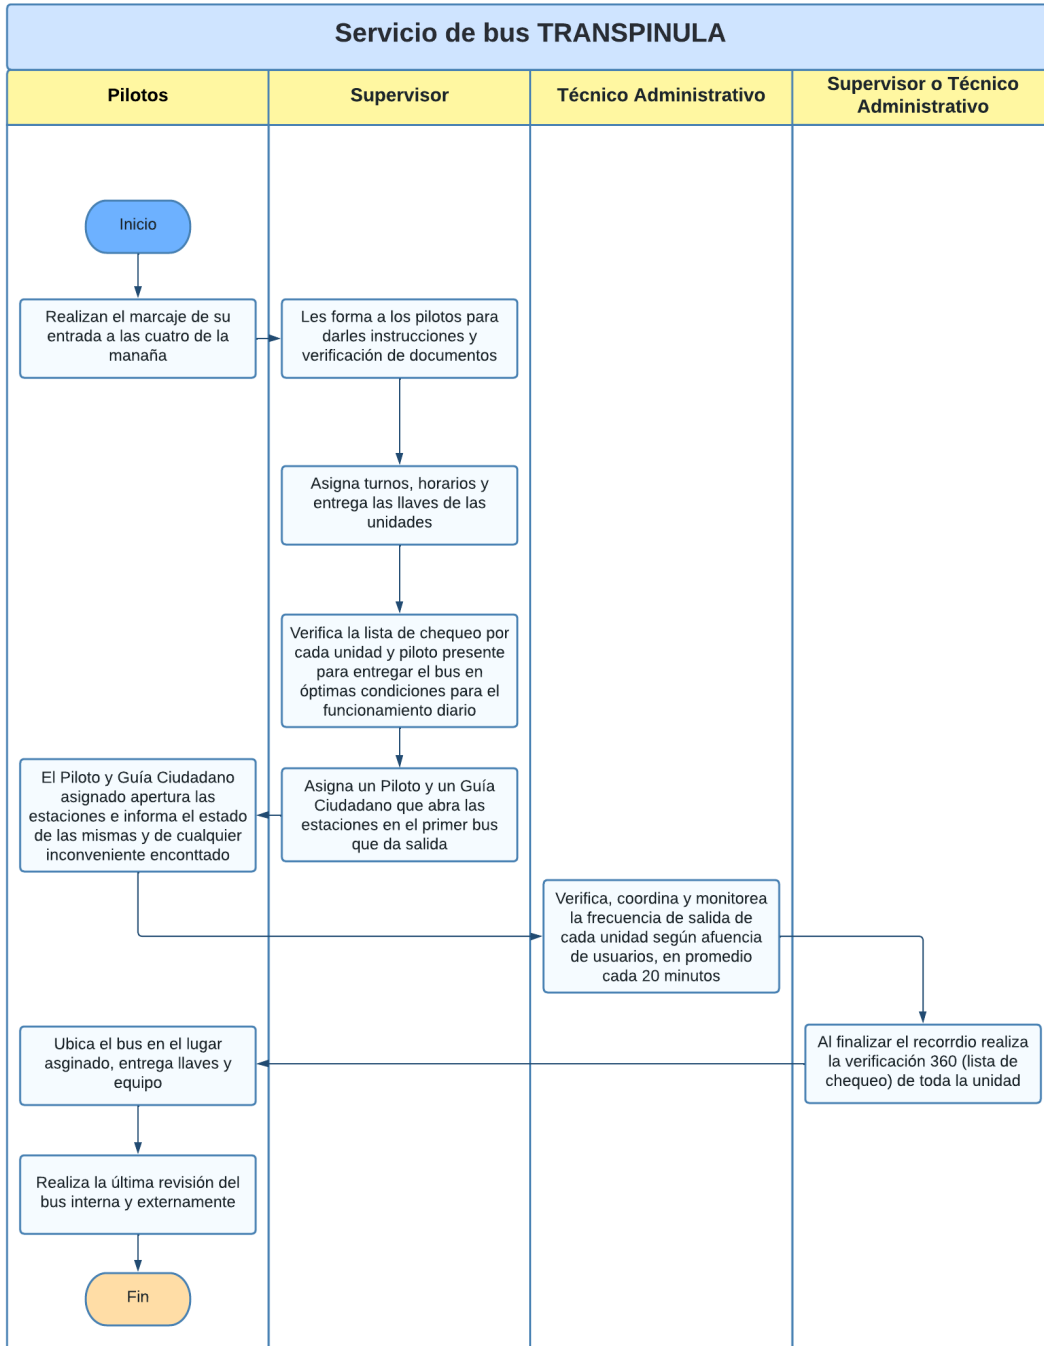 Servicio de bus TRANSPINULA
Pilotos
Supervisor
Técnico Administrativo
Supervisor o Técnico
Administrativo
Inicio
Realizan el marcaje de su
entrada a las cuatro de la
manaña
Les forma a los pilotos para
darles instrucciones y
verificación de documentos
Asigna turnos, horarios y
entrega las llaves de las
unidades
Verifica la lista de chequeo por
cada unidad y piloto presente
para entregar el bus en
óptimas condiciones para el
funcionamiento diario
Asigna un Piloto y un Guía
Ciudadano que abra las
estaciones en el primer bus
que da salida
El Piloto y Guía Ciudadano
asignado apertura las
estaciones e informa el estado
de las mismas y de cualquier
inconveniente enconttado
Verifica, coordina y monitorea
la frecuencia de salida de
cada unidad según afuencia
de usuarios, en promedio
cada 20 minutos
Al finalizar el recorrdio realiza
la verificación 360 (lista de
chequeo) de toda la unidad
Ubica el bus en el lugar
asginado, entrega llaves y
equipo
Realiza la última revisión del
bus interna y externamente
Fin